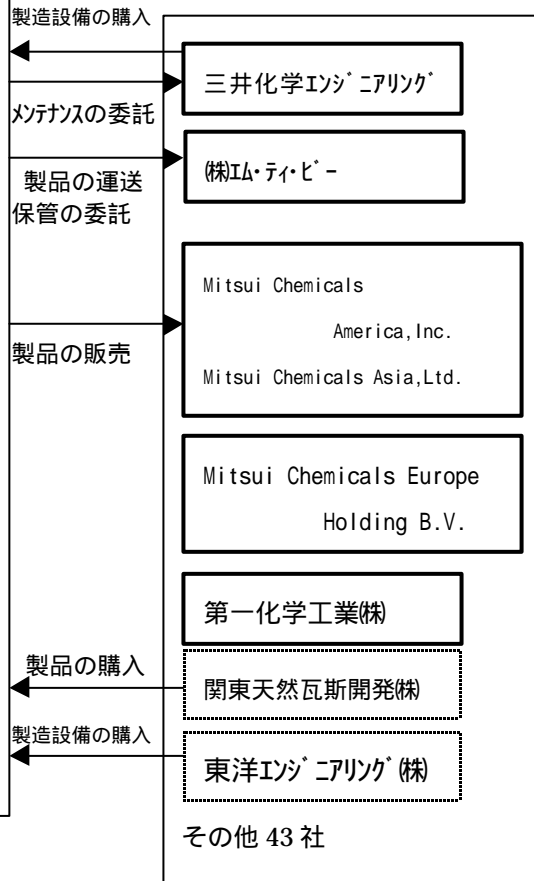 製造設備の購入
三井化学ｴﾝｼﾞﾆｱﾘﾝｸﾞ
ﾒﾝﾃﾅﾝｽの委託
㈱ｴﾑ・ﾃｨ・ﾋﾞｰ
製品の運送
保管の委託
Mitsui Chemicals
America,Inc.
Mitsui Chemicals Asia,Ltd.
製品の販売
Mitsui Chemicals Europe
Holding B.V.
第一化学工業㈱
製品の購入
関東天然瓦斯開発㈱
製造設備の購入
東洋ｴﾝｼﾞﾆｱﾘﾝｸﾞ㈱
その他 43 社